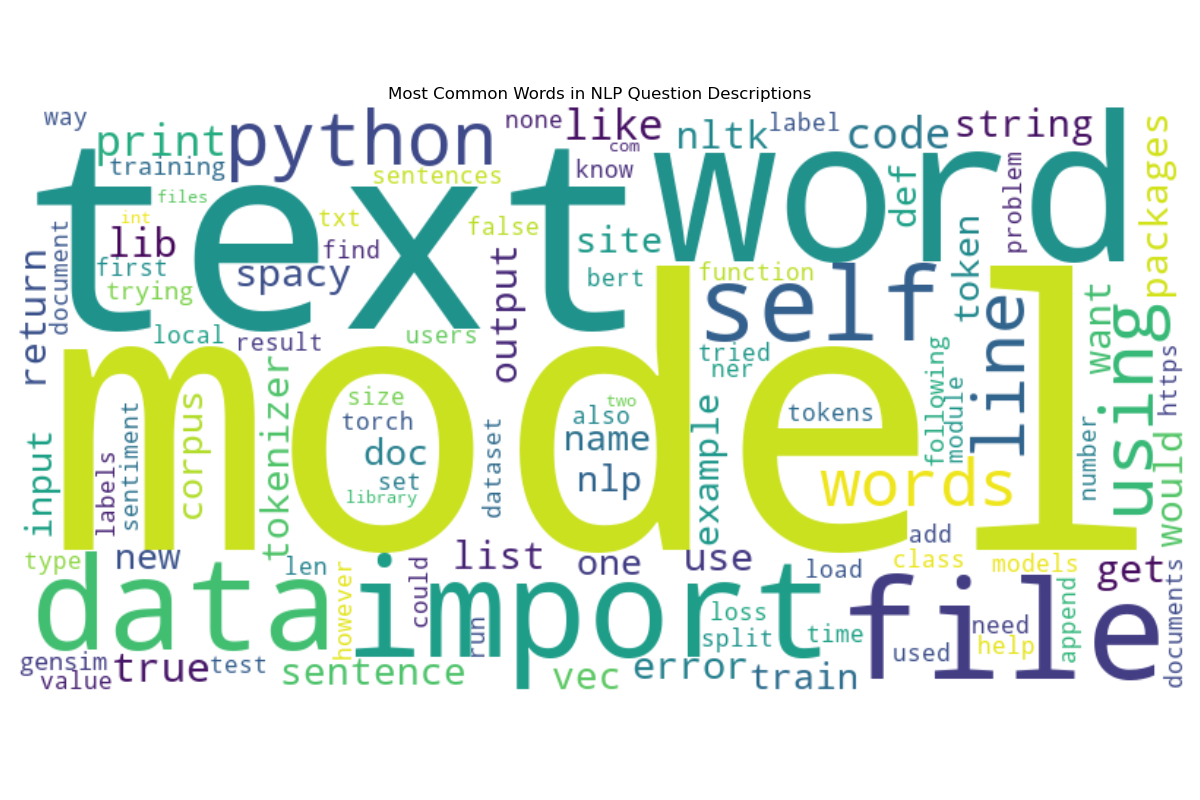 Most Common Words in NLP Question Descriptions
way
none
like
label
string
print
python
com
nltk
code
packages
training
sentences
know
problem
def
files
text
word
int
txt
false
site
token
document
lib
find
return
first
spacy
output
bert
function
self
trying
local
result
users
tried
ner
line
want
using
https
following
module
model
size
torch
doc
set
library
tokenizer
corpus
input
labels
sentiment
dataset
two
also
name
nlp
example
tokens
words
number
would
type
new
len
list
one
use
add
class
models
load
get
data
import
file
however
could
run
loss
split
time
used
need
help
append
documents
gensim
value
true
test
sentence
vec
error
train